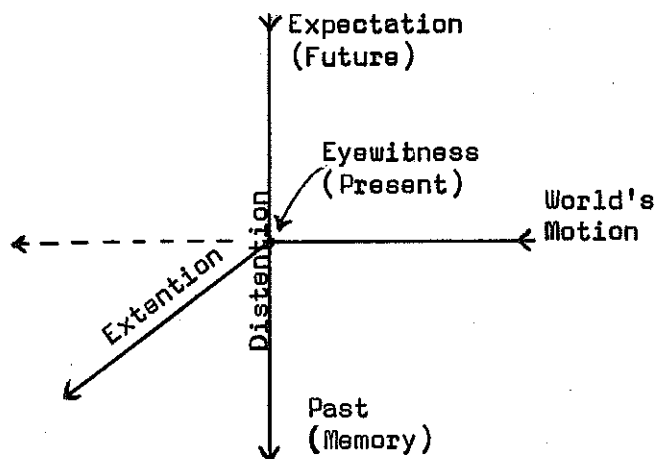 Expectation
(Future)
Eyewitness
(Present)
World's
Motion
Extention
Distention
Past
(Memory)